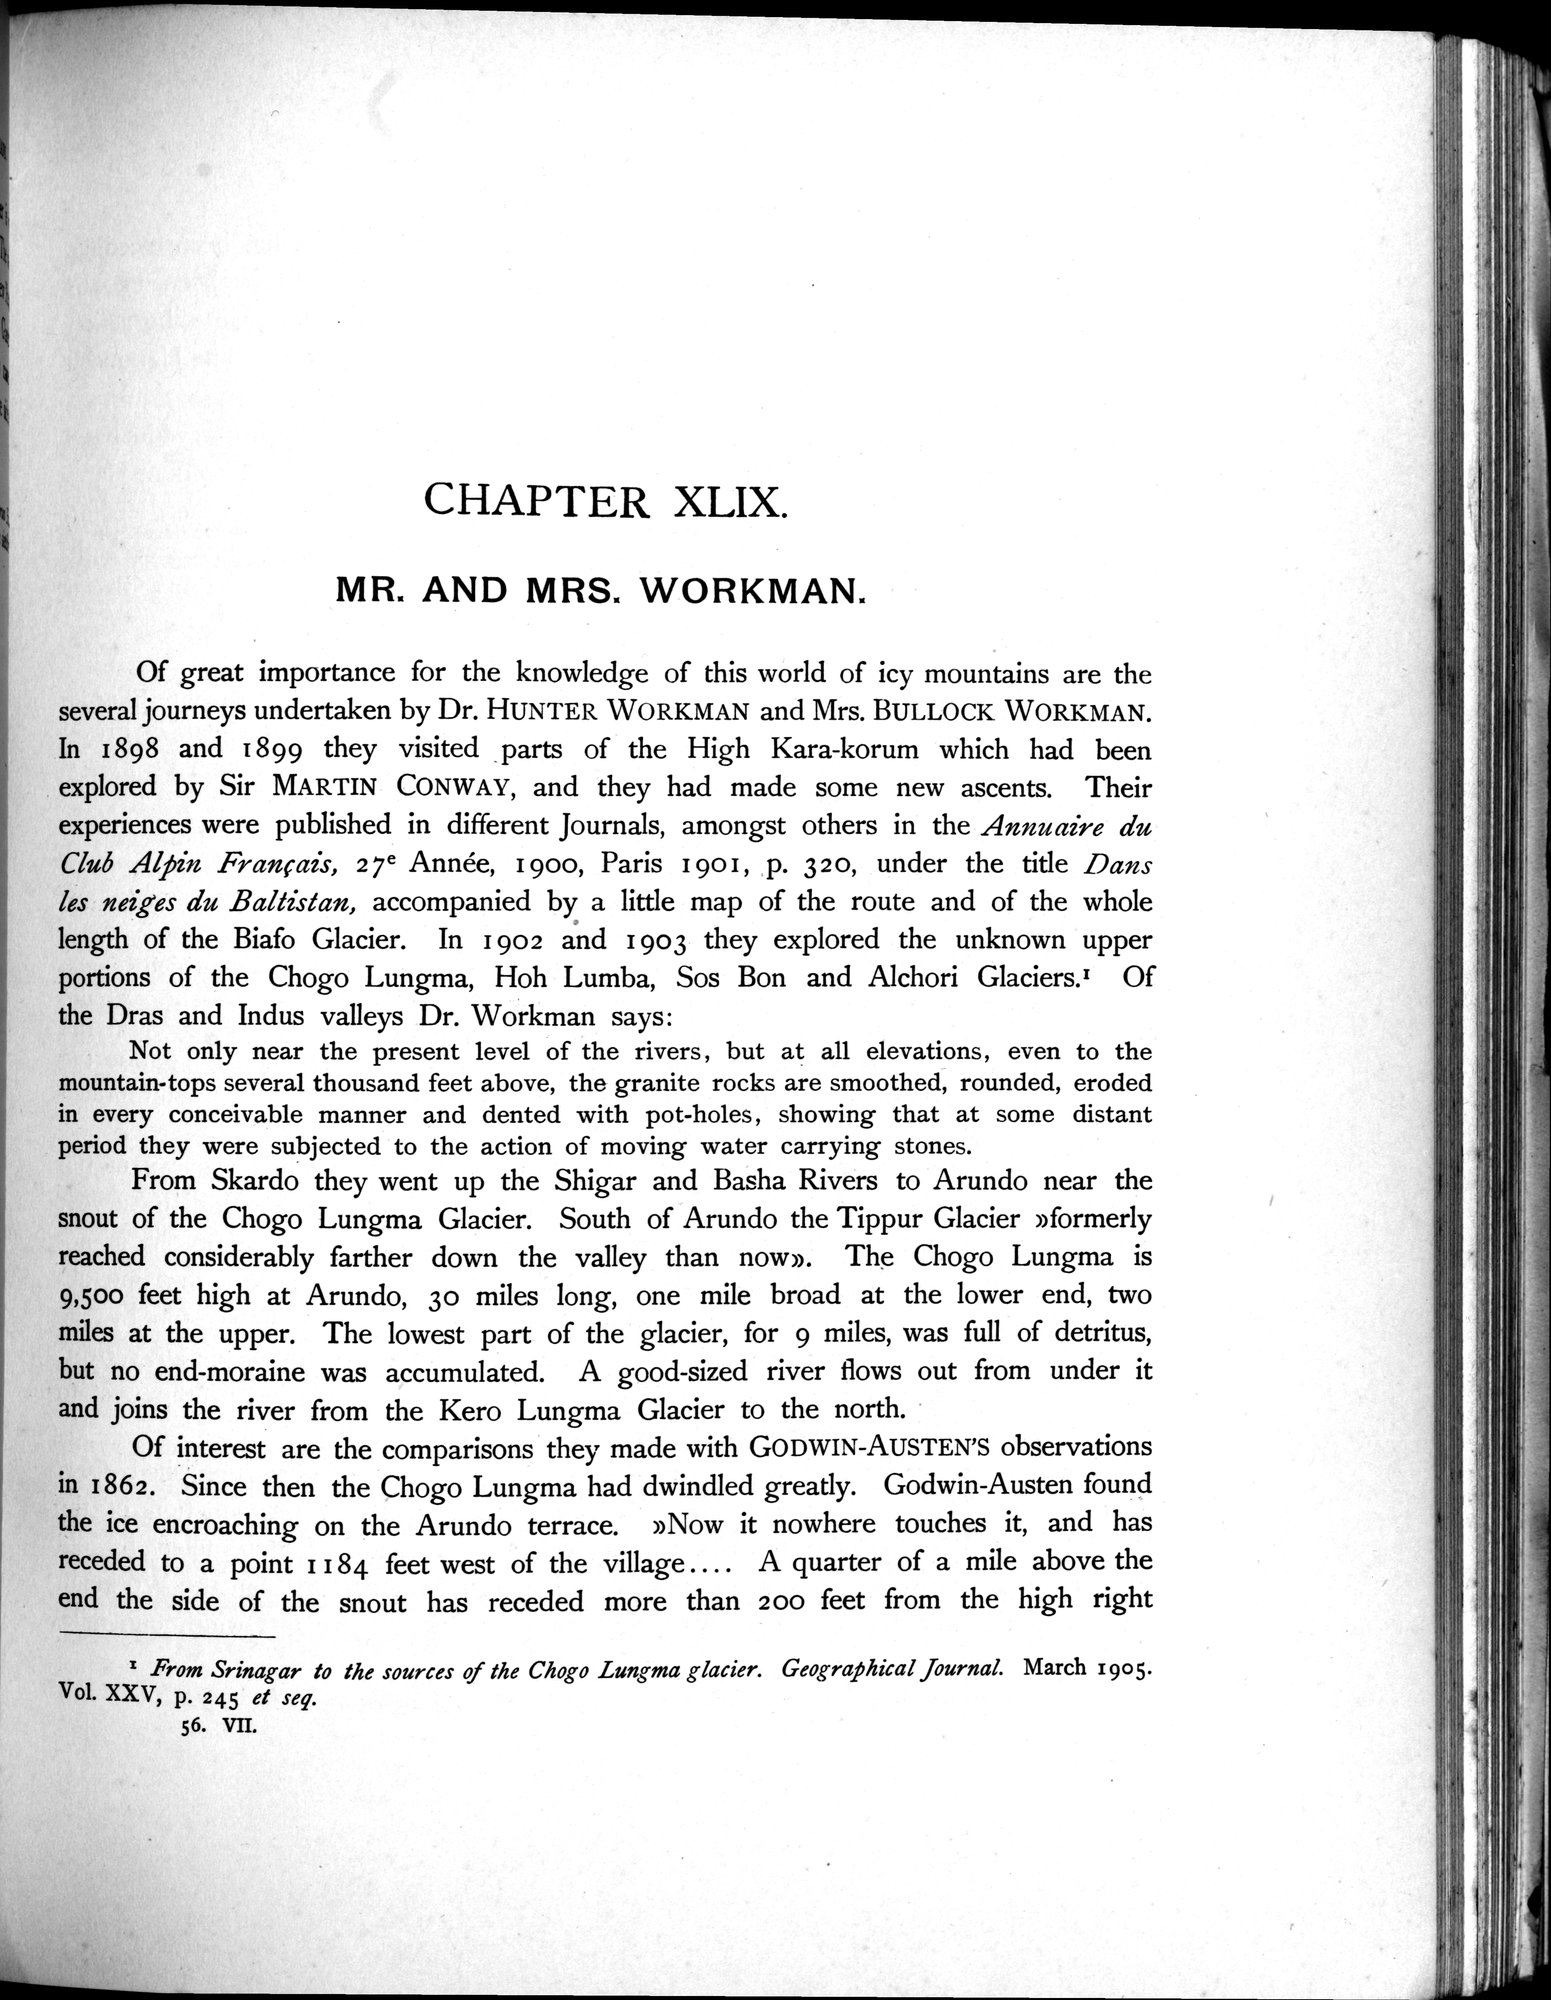 CHAPTER XLIX.
MR. AND MRS. WORKMAN.
Of great importance for the knowledge of this world of icy mountains are the
several journeys undertaken by Dr. HUNTER WORKMAN and Mrs. BULLOCK WORKMAN.
In 1898 and 1899 they visited parts of the High Kara-korum which had been
explored by Sir MARTIN CONWAY, and they had made some new ascents. Their
experiences were published in different Journals, amongst others in the Annuaire du
Club Alpin Français, 27e Année, 1900, Paris 1901, p. 320, under the title Dans
les neiges du Baltistan, accompanied by a little map of the route and of the whole
length of the Biafo Glacier. In 1902 and 1903 they explored the unknown upper
portions of the Chogo Lungma, Hoh Lumba, Sos Bon and Alchori Glaciers.¹ Of
the Dras and Indus valleys Dr. Workman says:
Not only near the present level of the rivers, but at all elevations, even to the
mountain-tops several thousand feet above, the granite rocks are smoothed, rounded, eroded
in every conceivable manner and dented with pot-holes, showing that at some distant
period they were subjected to the action of moving water carrying stones.
From Skardo they went up the Shigar and Basha Rivers to Arundo near the
snout of the Chogo Lungma Glacier. South of Arundo the Tippur Glacier »formerly
reached considerably farther down the valley than now». The Chogo Lungma is
9,500 feet high at Arundo, 30 miles long, one mile broad at the lower end, two
miles at the upper. The lowest part of the glacier, for 9 miles, was full of detritus,
but no end-moraine was accumulated. A good-sized river flows out from under it
and joins the river from the Kero Lungma Glacier to the north.
Of interest are the comparisons they made with GODWIN-AUSTEN'S observations
in 1862. Since then the Chogo Lungma had dwindled greatly. Godwin-Austen found
the ice encroaching on the Arundo terrace. »Now it nowhere touches it, and has
receded to a point 1184 feet west of the village.... A quarter of a mile above the
end the side of the snout has receded more than 200 feet from the high right
¹ From Srinagar to the sources of the Chogo Lungma glacier. Geographical Journal. March 1905.
Vol. XXV, p. 245 et seq.
56. VII.